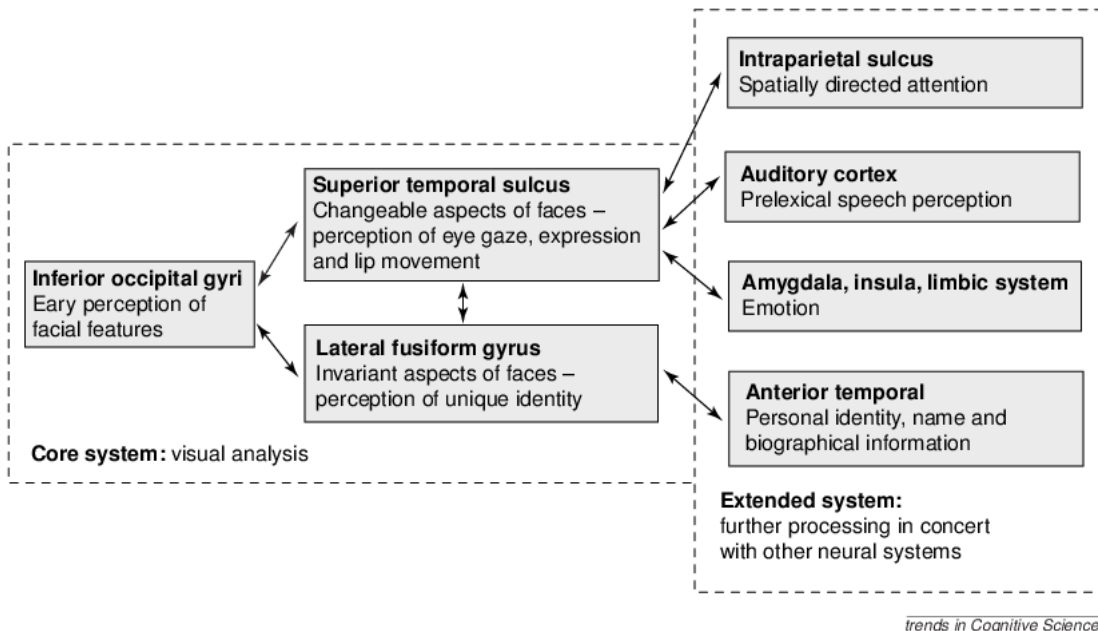 Intraparietal sulcus
Spatially directed attention
Superior temporal sulcus
Changeable aspects of faces –
perception of eye gaze, expression
and lip movement
Auditory cortex
Prelexical speech perception
Inferior occipital gyri
Eary perception of
facial features
Amygdala, insula, limbic system
Emotion
Lateral fusiform gyrus
Invariant aspects of faces –
perception of unique identity
Anterior temporal
Personal identity, name and
biographical information
Core system: visual analysis
Extended system:
further processing in concert
with other neural systems
trends in Cognitive Science